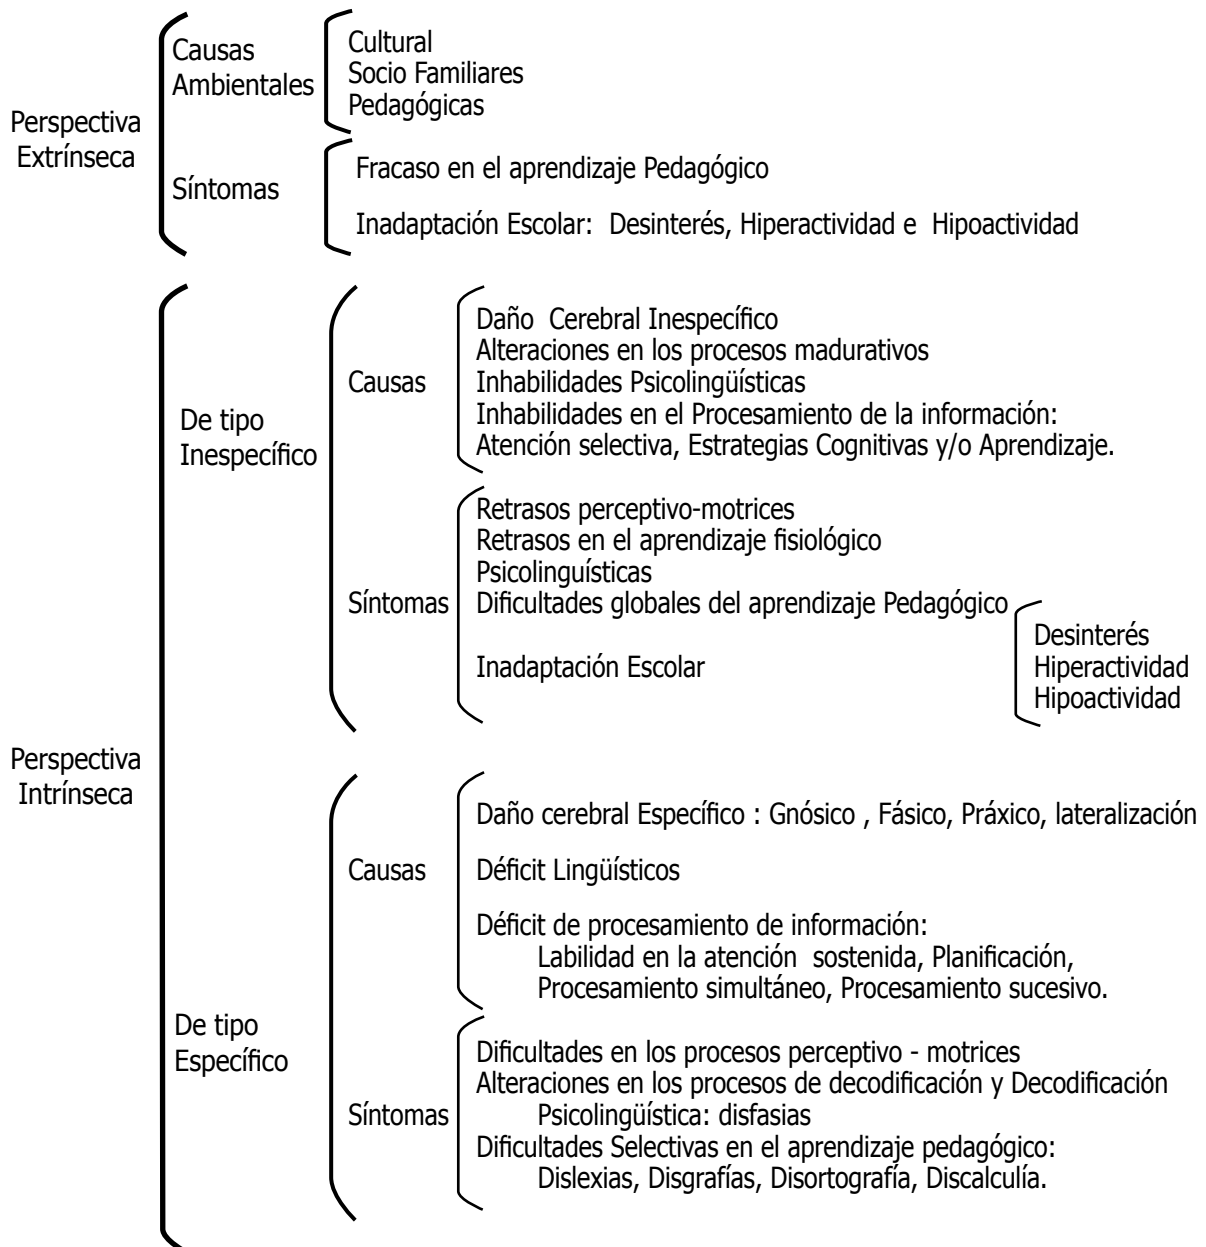 Perspectiva
Extrínseca
Causas
Ambientales
Cultural
Socio Familiares
Pedagógicas
Síntomas
Fracaso en el aprendizaje Pedagógico
Inadaptación Escolar: Desinterés, Hiperactividad e Hipoactividad
Perspectiva
Intrínseca
De tipo
Inespecífico
Causas
Daño Cerebral Inespecífico
Alteraciones en los procesos madurativos
Inhabilidades Psicolingüísticas
Inhabilidades en el Procesamiento de la información:
Atención selectiva, Estrategias Cognitivas y/o Aprendizaje.
Síntomas
Retrasos perceptivo-motrices
Retrasos en el aprendizaje fisiológico
Psicolinguísticas
Dificultades globales del aprendizaje Pedagógico
Inadaptación Escolar
Desinterés
Hiperactividad
Hipoactividad
De tipo
Específico
Causas
Daño cerebral Específico : Gnósico , Fásico, Práxico, lateralización
Déficit Lingüísticos
Déficit de procesamiento de información:
Labilidad en la atención sostenida, Planificación,
Procesamiento simultáneo, Procesamiento sucesivo.
Síntomas
Dificultades en los procesos perceptivo - motrices
Alteraciones en los procesos de decodificación y Decodificación
Psicolingüística: disfasias
Dificultades Selectivas en el aprendizaje pedagógico:
Dislexias, Disgrafías, Disortografía, Discalculía.